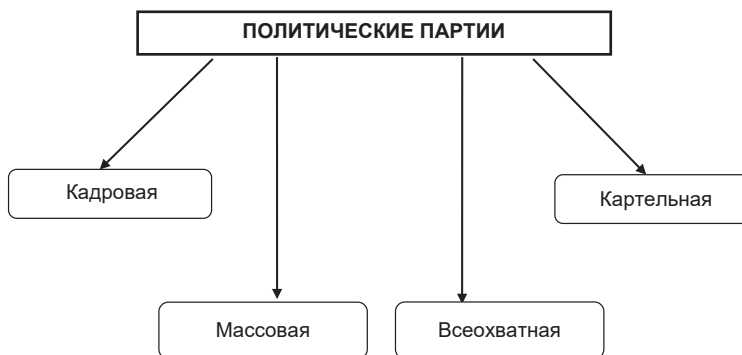 ПОЛИТИЧЕСКИЕ ПАРТИИ
Кадровая
Картельная
Массовая
Всеохватная